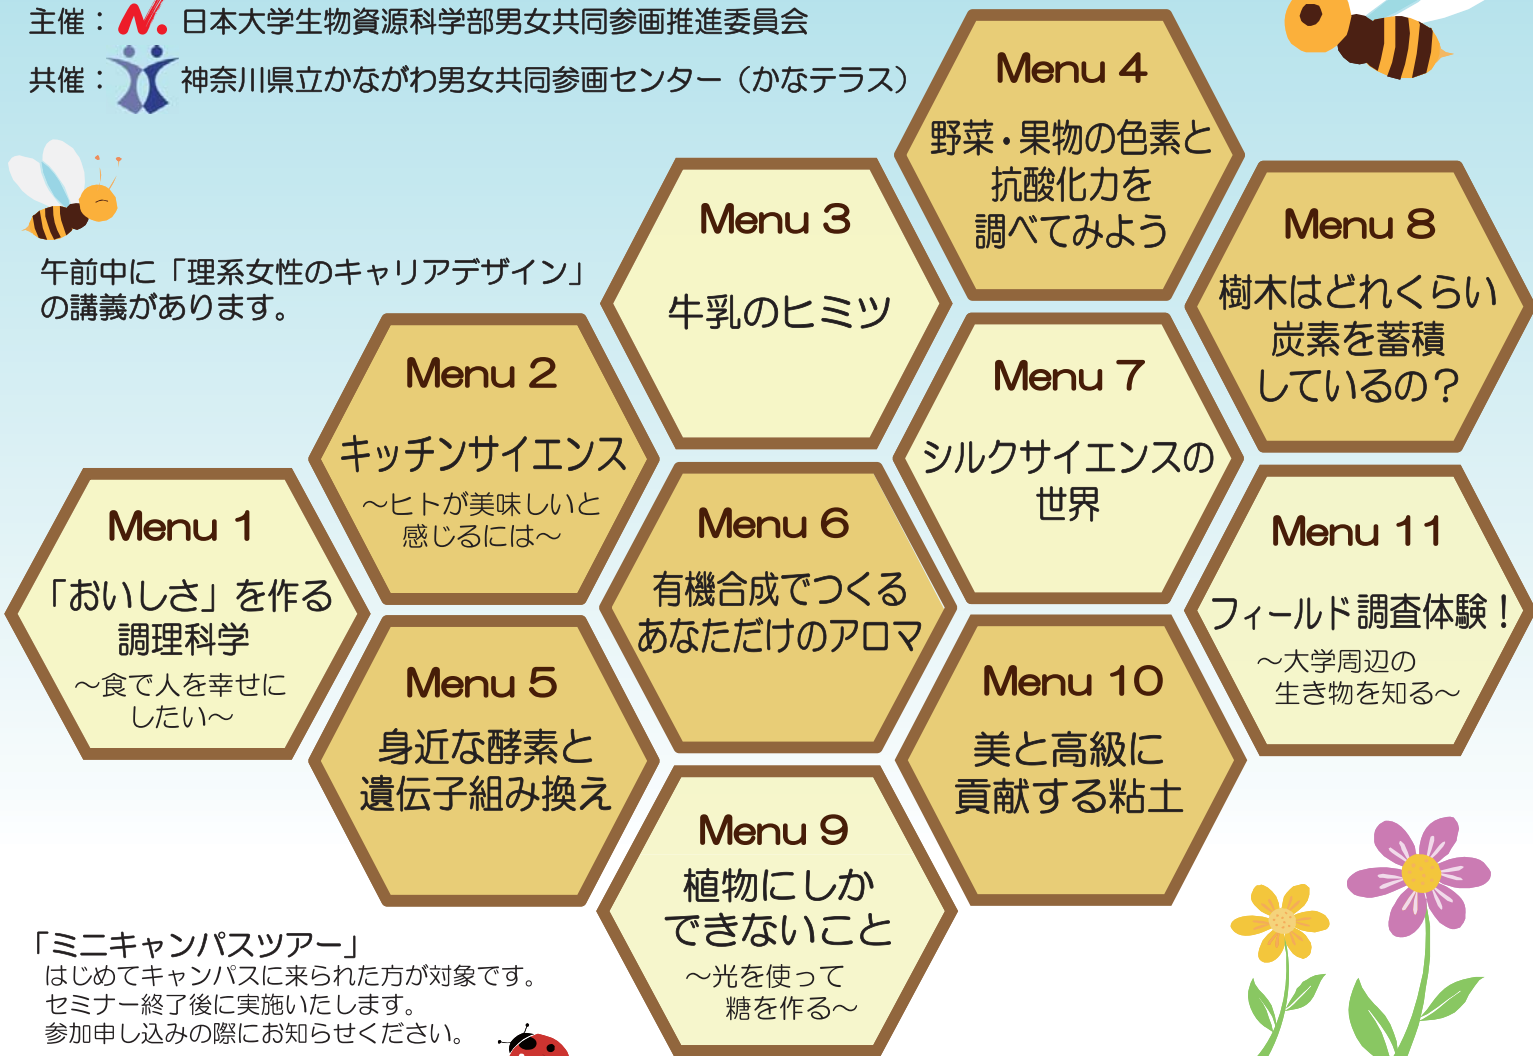 主催： N. 日本大学生物資源科学部男女共同参画推進委員会
共催： 神奈川県立かながわ男女共同参画センター（かなテラス）
午前中に「理系女性のキャリアデザイン」
の講義があります。
Menu 1
「おいしさ」を作る
調理科学
～食で人を幸せに
したい～
Menu 2
キッチンサイエンス
～ヒトが美味しいと
感じるには～
Menu 3
牛乳のヒミツ
Menu 4
野菜・果物の色素と
抗酸化力を
調べてみよう
Menu 5
身近な酵素と
遺伝子組み換え
Menu 6
有機合成でつくる
あなただけのアロマ
Menu 7
シルクサイエンスの
世界
Menu 8
樹木はどれくらい
炭素を蓄積
しているの？
Menu 9
植物にしか
できないこと
～光を使って
糖を作る～
Menu 10
美と高級に
貢献する粘土
Menu 11
フィールド調査体験！
～大学周辺の
生き物を知る～
「ミニキャンパスツアー」
はじめてキャンパスに来られた方が対象です。
セミナー終了後に実施いたします。
参加申し込みの際にお知らせください。